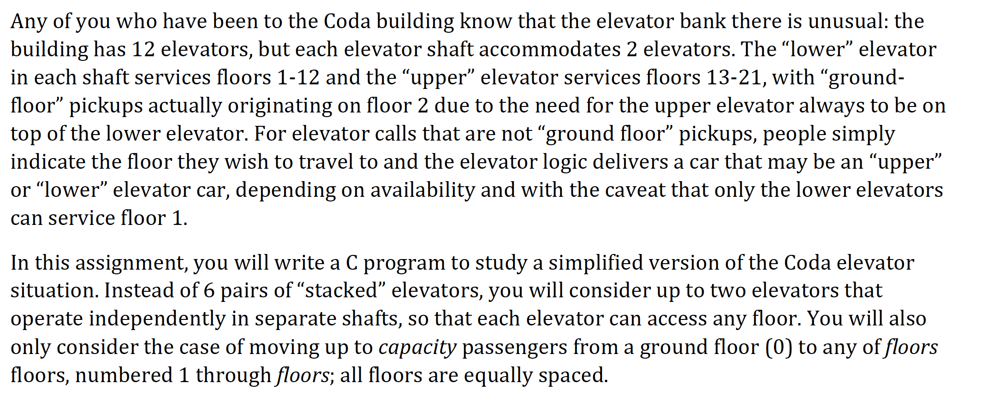 Any of you who have been to the Coda building know that the elevator bank there is unusual: the
building has 12 elevators, but each elevator shaft accommodates 2 elevators. The “lower” elevator
in each shaft services floors 1-12 and the “upper” elevator services floors 13-21, with “ground-
floor” pickups actually originating on floor 2 due to the need for the upper elevator always to be on
top of the lower elevator. For elevator calls that are not “ground floor” pickups, people simply
indicate the floor they wish to travel to and the elevator logic delivers a car that may be an “upper”
or “lower” elevator car, depending on availability and with the caveat that only the lower elevators
can service floor 1.
In this assignment, you will write a C program to study a simplified version of the Coda elevator
situation. Instead of 6 pairs of “stacked” elevators, you will consider up to two elevators that
operate independently in separate shafts, so that each elevator can access any floor. You will also
only consider the case of moving up to capacity passengers from a ground floor (0) to any of floors
floors, numbered 1 through floors; all floors are equally spaced.